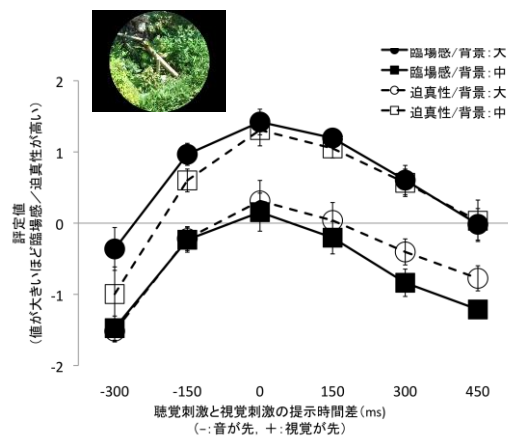 臨場感/背景:大
臨場感/背景:中
迫真性/背景:大
迫真性/背景:中
評定値
(値が大きいほど臨場感/迫真性が高い)
2
1
0
-1
-2
-300 -150 0 150 300 450
聴覚刺激と視覚刺激の提示時間差(ms)
(-:音が先, +:視覚が先)